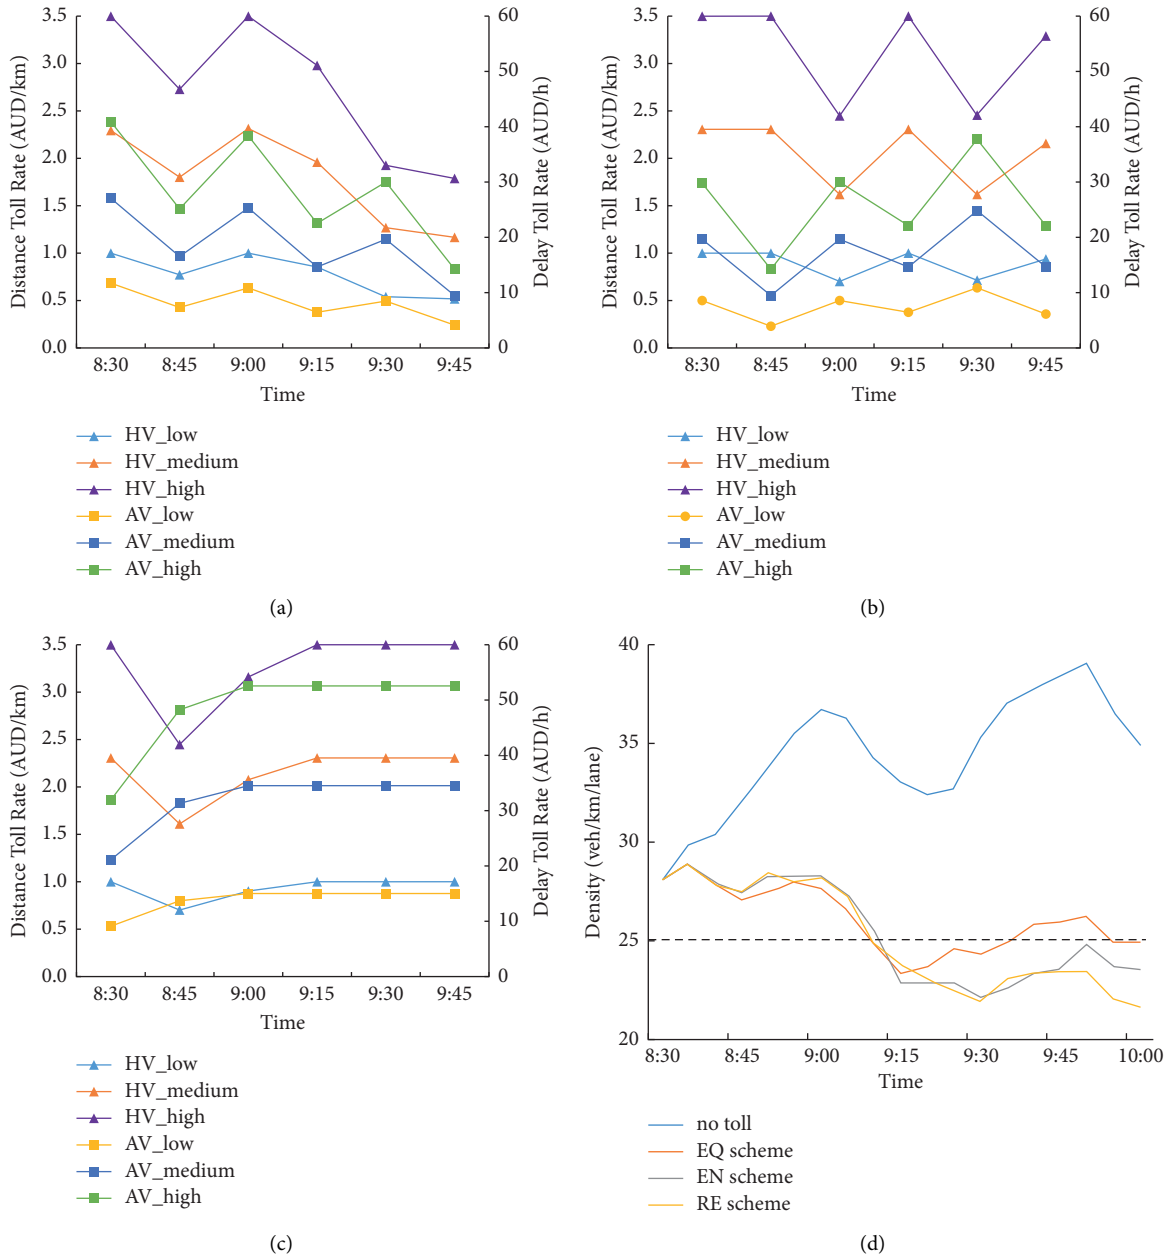 3.5
3.0
2.5
2.0
1.5
1.0
0.5
0.0
Distance Toll Rate (AUD/km)
60
50
40
30
20
10
0
Delay Toll Rate (AUD/h)
8:30 8:45 9:00 9:15 9:30 9:45
Time
HV_low
HV_medium
HV_high
AV_low
AV_medium
AV_high
(a)
3.5
3.0
2.5
2.0
1.5
1.0
0.5
0.0
Distance Toll Rate (AUD/km)
60
50
40
30
20
10
0
Delay Toll Rate (AUD/h)
8:30 8:45 9:00 9:15 9:30 9:45
Time
HV_low
HV_medium
HV_high
AV_low
AV_medium
AV_high
(b)
3.5
3.0
2.5
2.0
1.5
1.0
0.5
0.0
Distance Toll Rate (AUD/km)
60
50
40
30
20
10
0
Delay Toll Rate (AUD/h)
8:30 8:45 9:00 9:15 9:30 9:45
Time
HV_low
HV_medium
HV_high
AV_low
AV_medium
AV_high
(c)
40
35
30
25
20
Density (veh/km/lane)
8:30 8:45 9:00 9:15 9:30 9:45 10:00
Time
no toll
EQ scheme
EN scheme
RE scheme
(d)